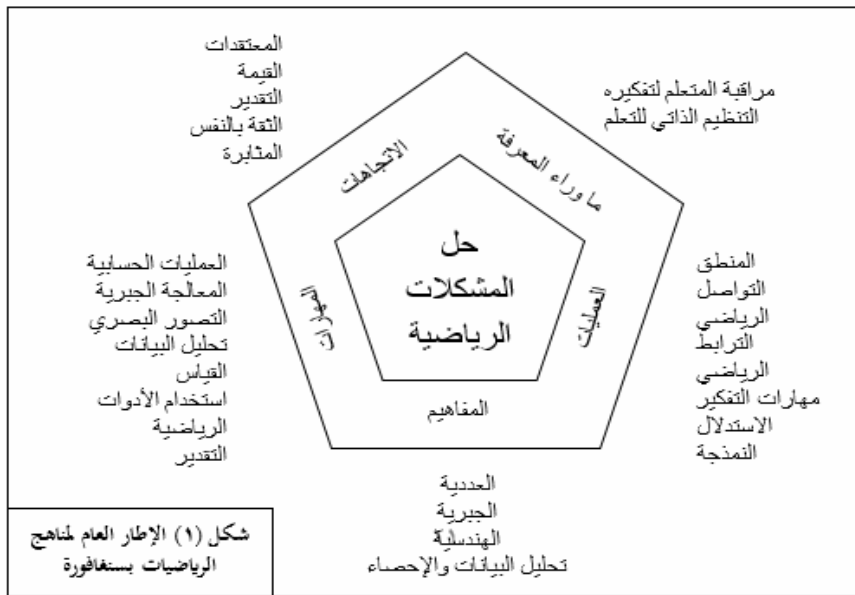 المعتقدات
القيمة
التقدير
الثقة بالنفس
المثابرة
مراقبة المتعلم لتفكيره
التنظيم الذاتي للتعلم
الاتجاهات
ما وراء المعرفة
حل
المشكلات
الرياضية
المهارات
العمليات
المفاهيم
العمليات الحسابية
المعالجة الجبرية
التصور البصري
تحليل البيانات
القياس
استخدام الأدوات
الرياضية
التقدير
المنطق
التواصل
الرياضي
الترابط
الرياضي
مهارات التفكير
الاستدلال
النمذجة
العددية
الجبرية
الهندسية
تحليل البيانات والإحصاء
شكل (١) الإطار العام لمناهج
الرياضيات بسنغافورة